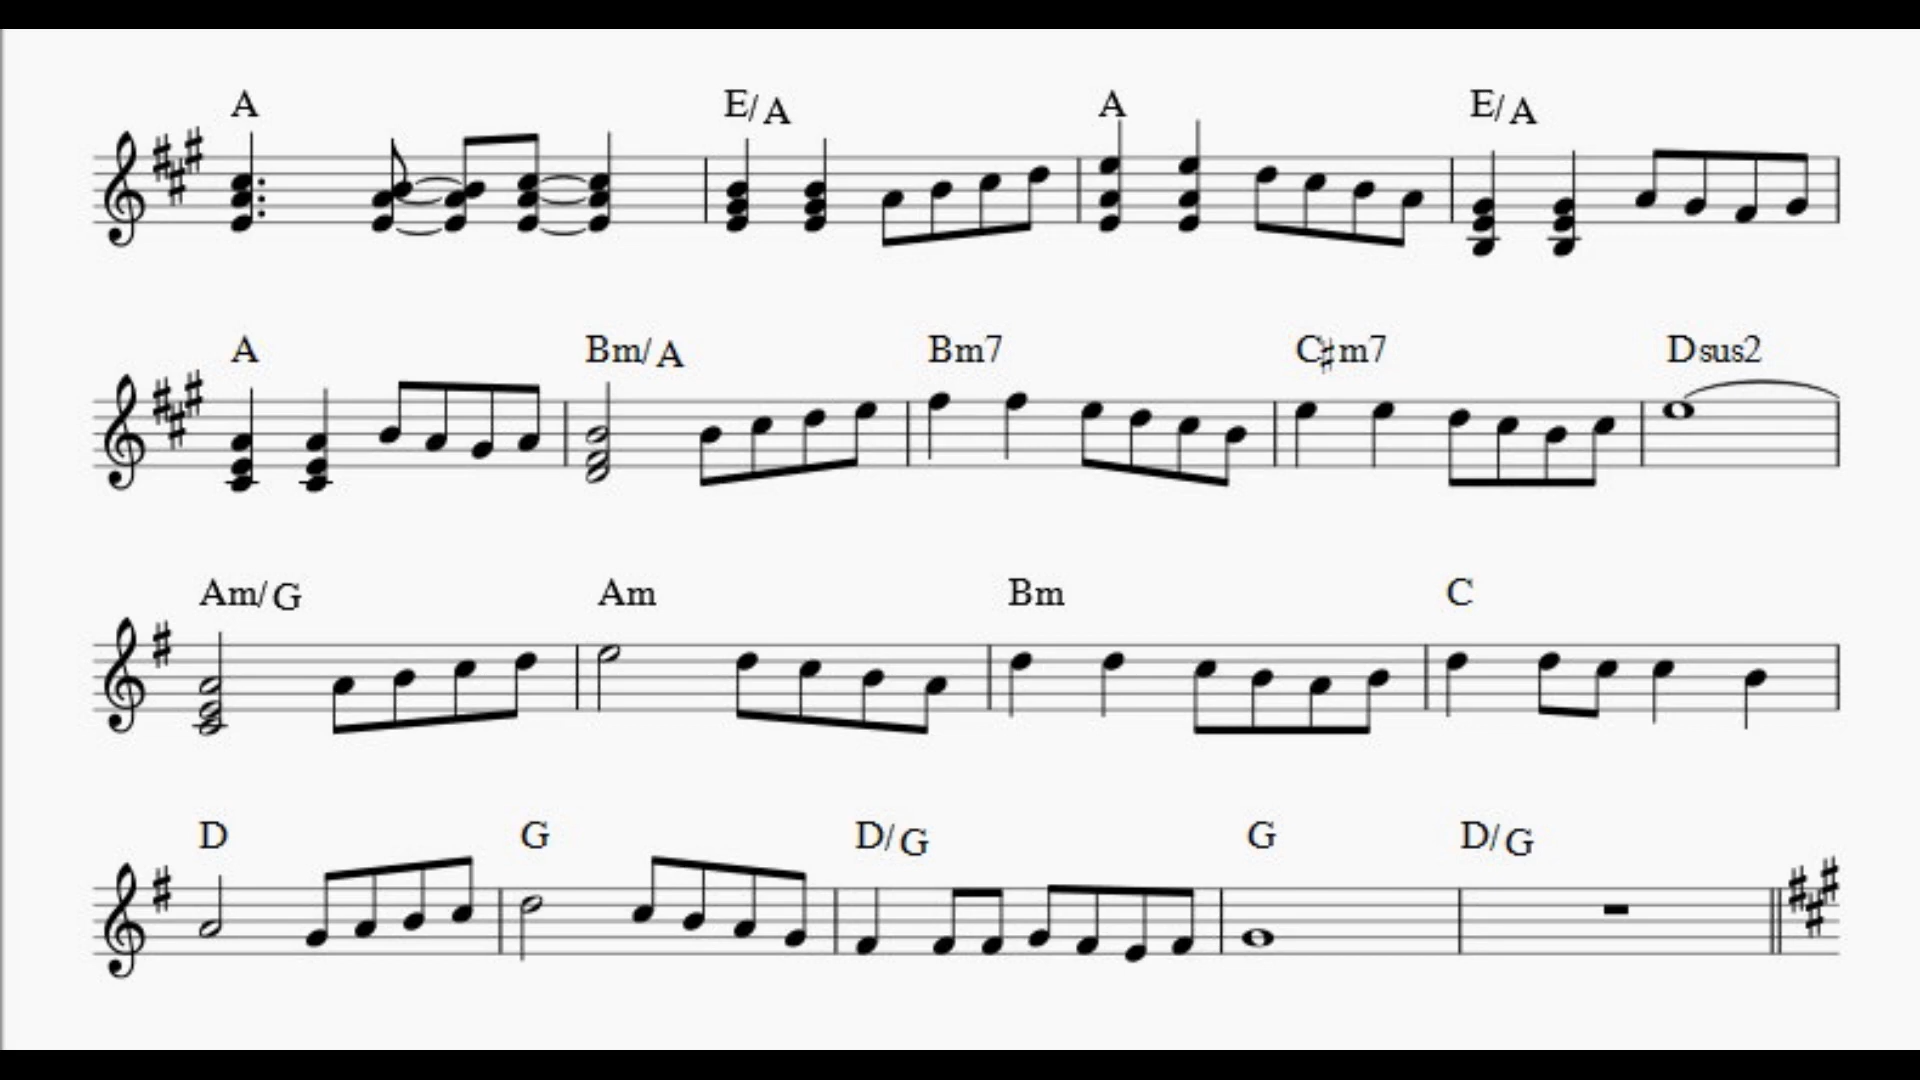 A E/A A E/A
A Bm/A Bm7 C♯m7 Dsus2
Am/G Am Bm C
D G D/G G D/G